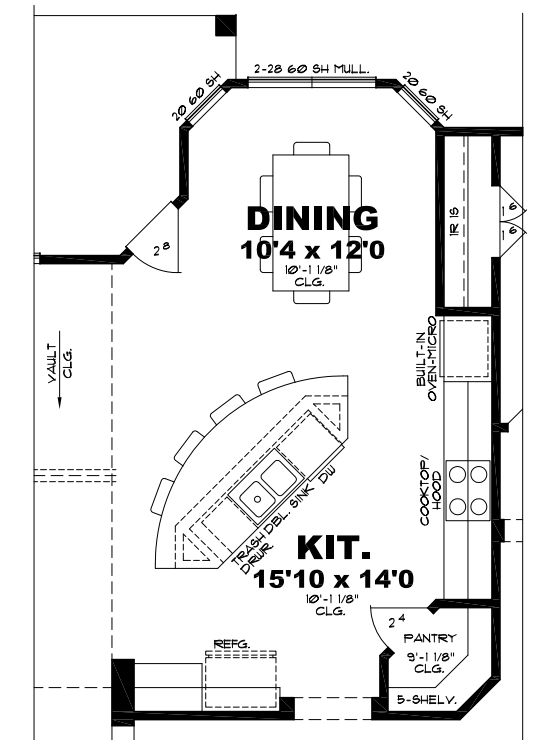 2-28 60 SH MULL.
20 60 SH
20 60 SH
DINING
10'4 x 12'0
10'-1 1/8"
CLG.
2 8
1R 1S
1 6
1 6
VAULT
CLG.
BUILT-IN
OVEN-MICRO
COOKTOP/
HOOD
TRASH DBL. SINK DW
DRWR
KIT.
15'10 x 14'0
10'-1 1/8"
CLG.
2 4
PANTRY
9'-1 1/8"
CLG.
5-SHELV.
REFG.